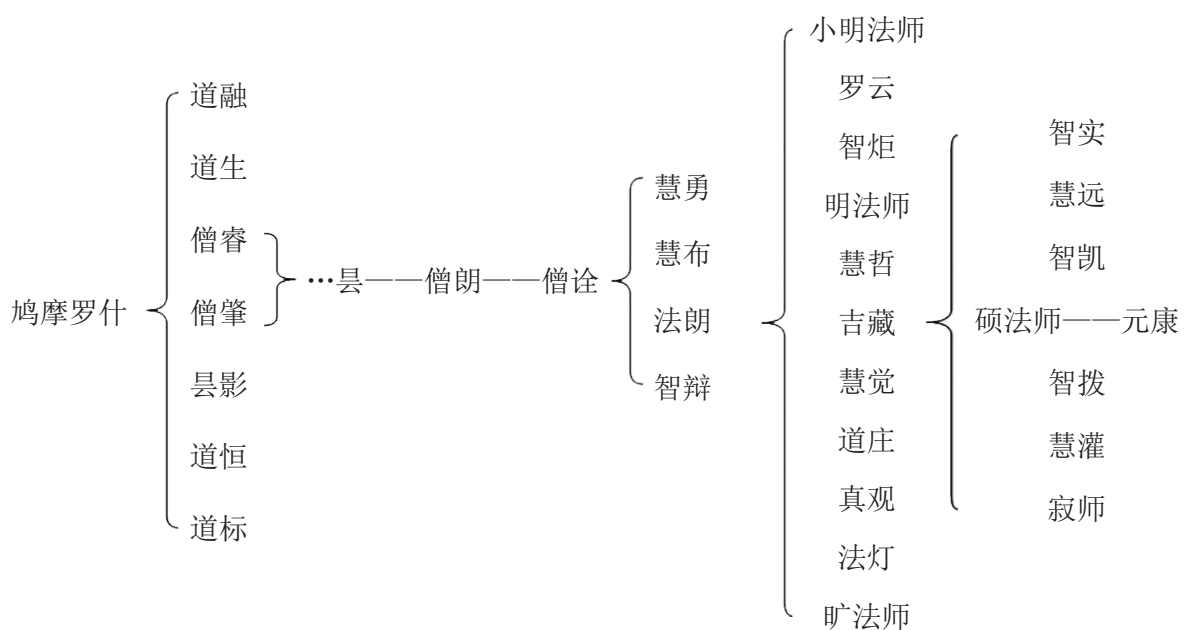 鸠摩罗什
道融
道生
僧睿
僧肇
昙影
道恒
道标
…昙——僧朗——僧诠
慧勇
慧布
法朗
智辩
小明法师
罗云
智炬
明法师
慧哲
吉藏
慧觉
道庄
真观
法灯
旷法师
智实
慧远
智凯
硕法师——元康
智拨
慧灌
寂师